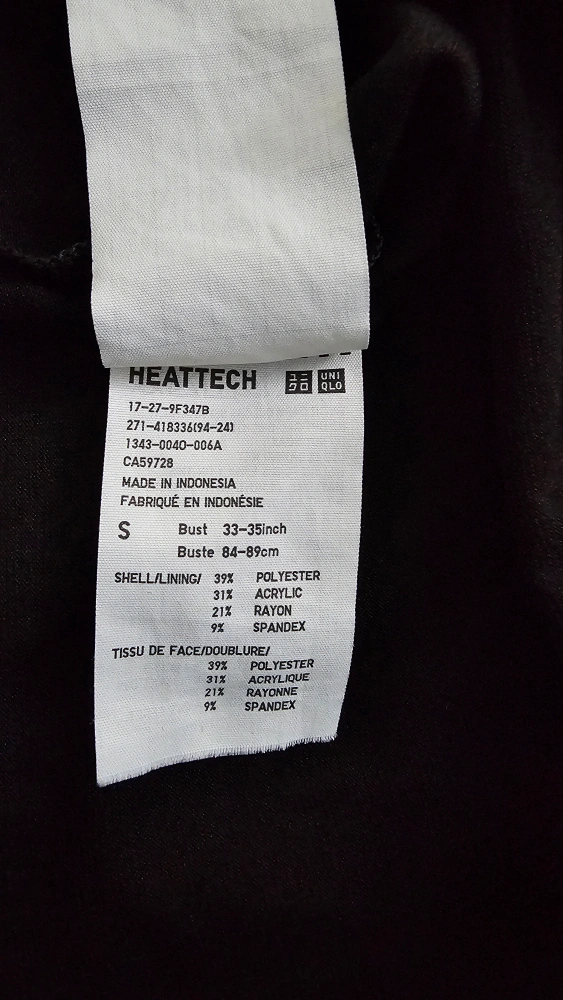 HEATTECH ユニクロ UNI QLO
17-27-9F347B
271-418336(94-24)
1343-0040-006A
CA59728
MADE IN INDONESIA
FABRIQUÉ EN INDONÉSIE
S Bust 33-35inch
Buste 84-89cm
SHELL/LINING/ 39% POLYESTER
31% ACRYLIC
21% RAYON
9% SPANDEX
TISSU DE FACE/DOUBLURE/
39% POLYESTER
31% ACRYLIQUE
21% RAYONNE
9% SPANDEX